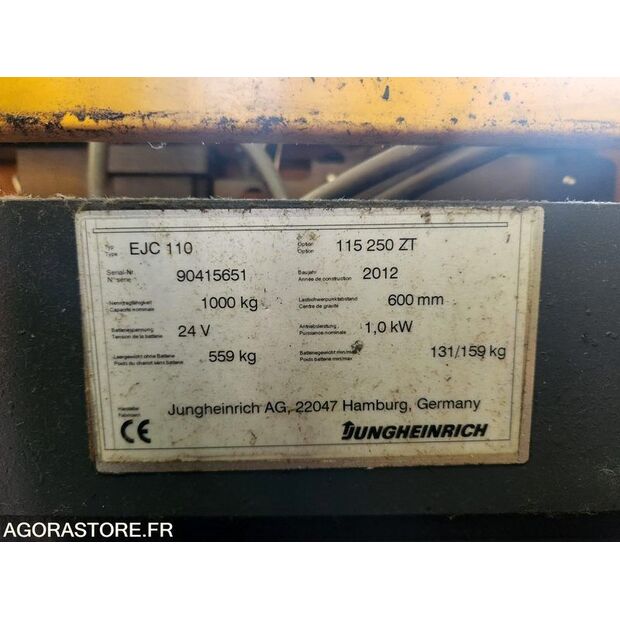 Typ
Type EJC 110 Option
Option 115 250 ZT
Serial-Nr.
N° série 90415651 Baujahr
Année de construction 2012
Nenntragfähigkeit
Capacité nominale 1000 kg Lastschwerpunktabstand
Centre de gravité 600 mm
Batteriespannung
Tension de la batterie 24 V Antriebsleistung
Puissance nominale 1,0 kW
Leergewicht ohne Batterie
Poids du chariot sans batterie 559 kg Batteriegewicht min/max
Poids batterie min/max 131/159 kg
Hersteller
Fabricant Jungheinrich AG, 22047 Hamburg, Germany
CE JUNGHEINRICH
AGORASTORE.FR